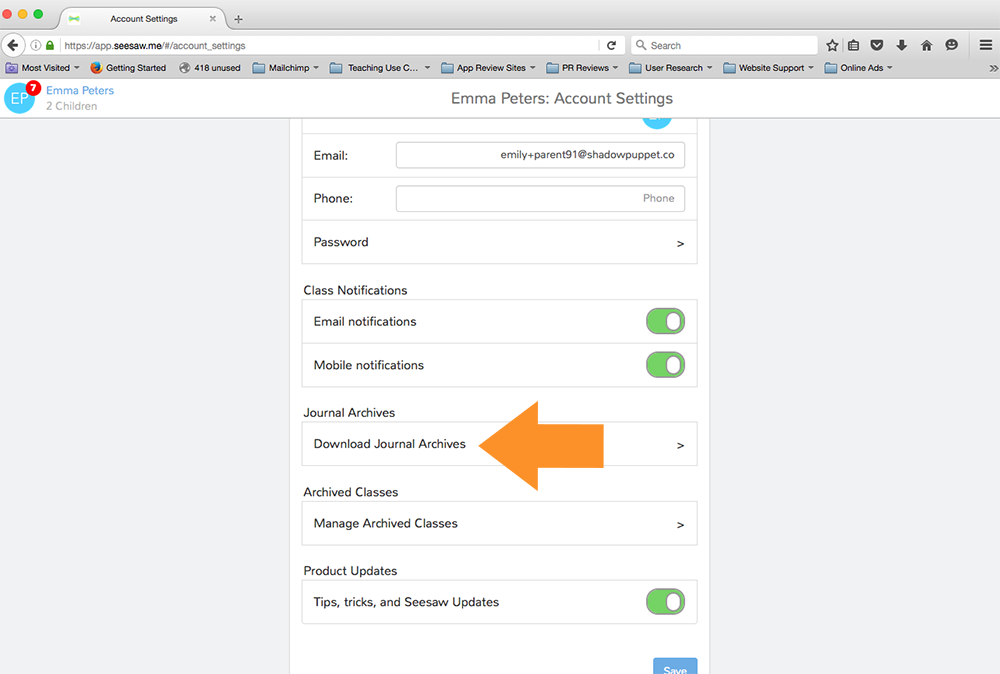 Account Settings
https://app.seesaw.me/#/account_settings
Search
Most Visited Getting Started 418 unused Mailchimp Teaching Use C... App Review Sites PR Reviews User Research Website Support Online Ads
EP 7 Emma Peters
2 Children
Emma Peters: Account Settings
Email: emily+parent91@shadowpuppet.co
Phone: Phone
Password >
Class Notifications
Email notifications
Mobile notifications
Journal Archives
Download Journal Archives >
Archived Classes
Manage Archived Classes >
Product Updates
Tips, tricks, and Seesaw Updates
Save